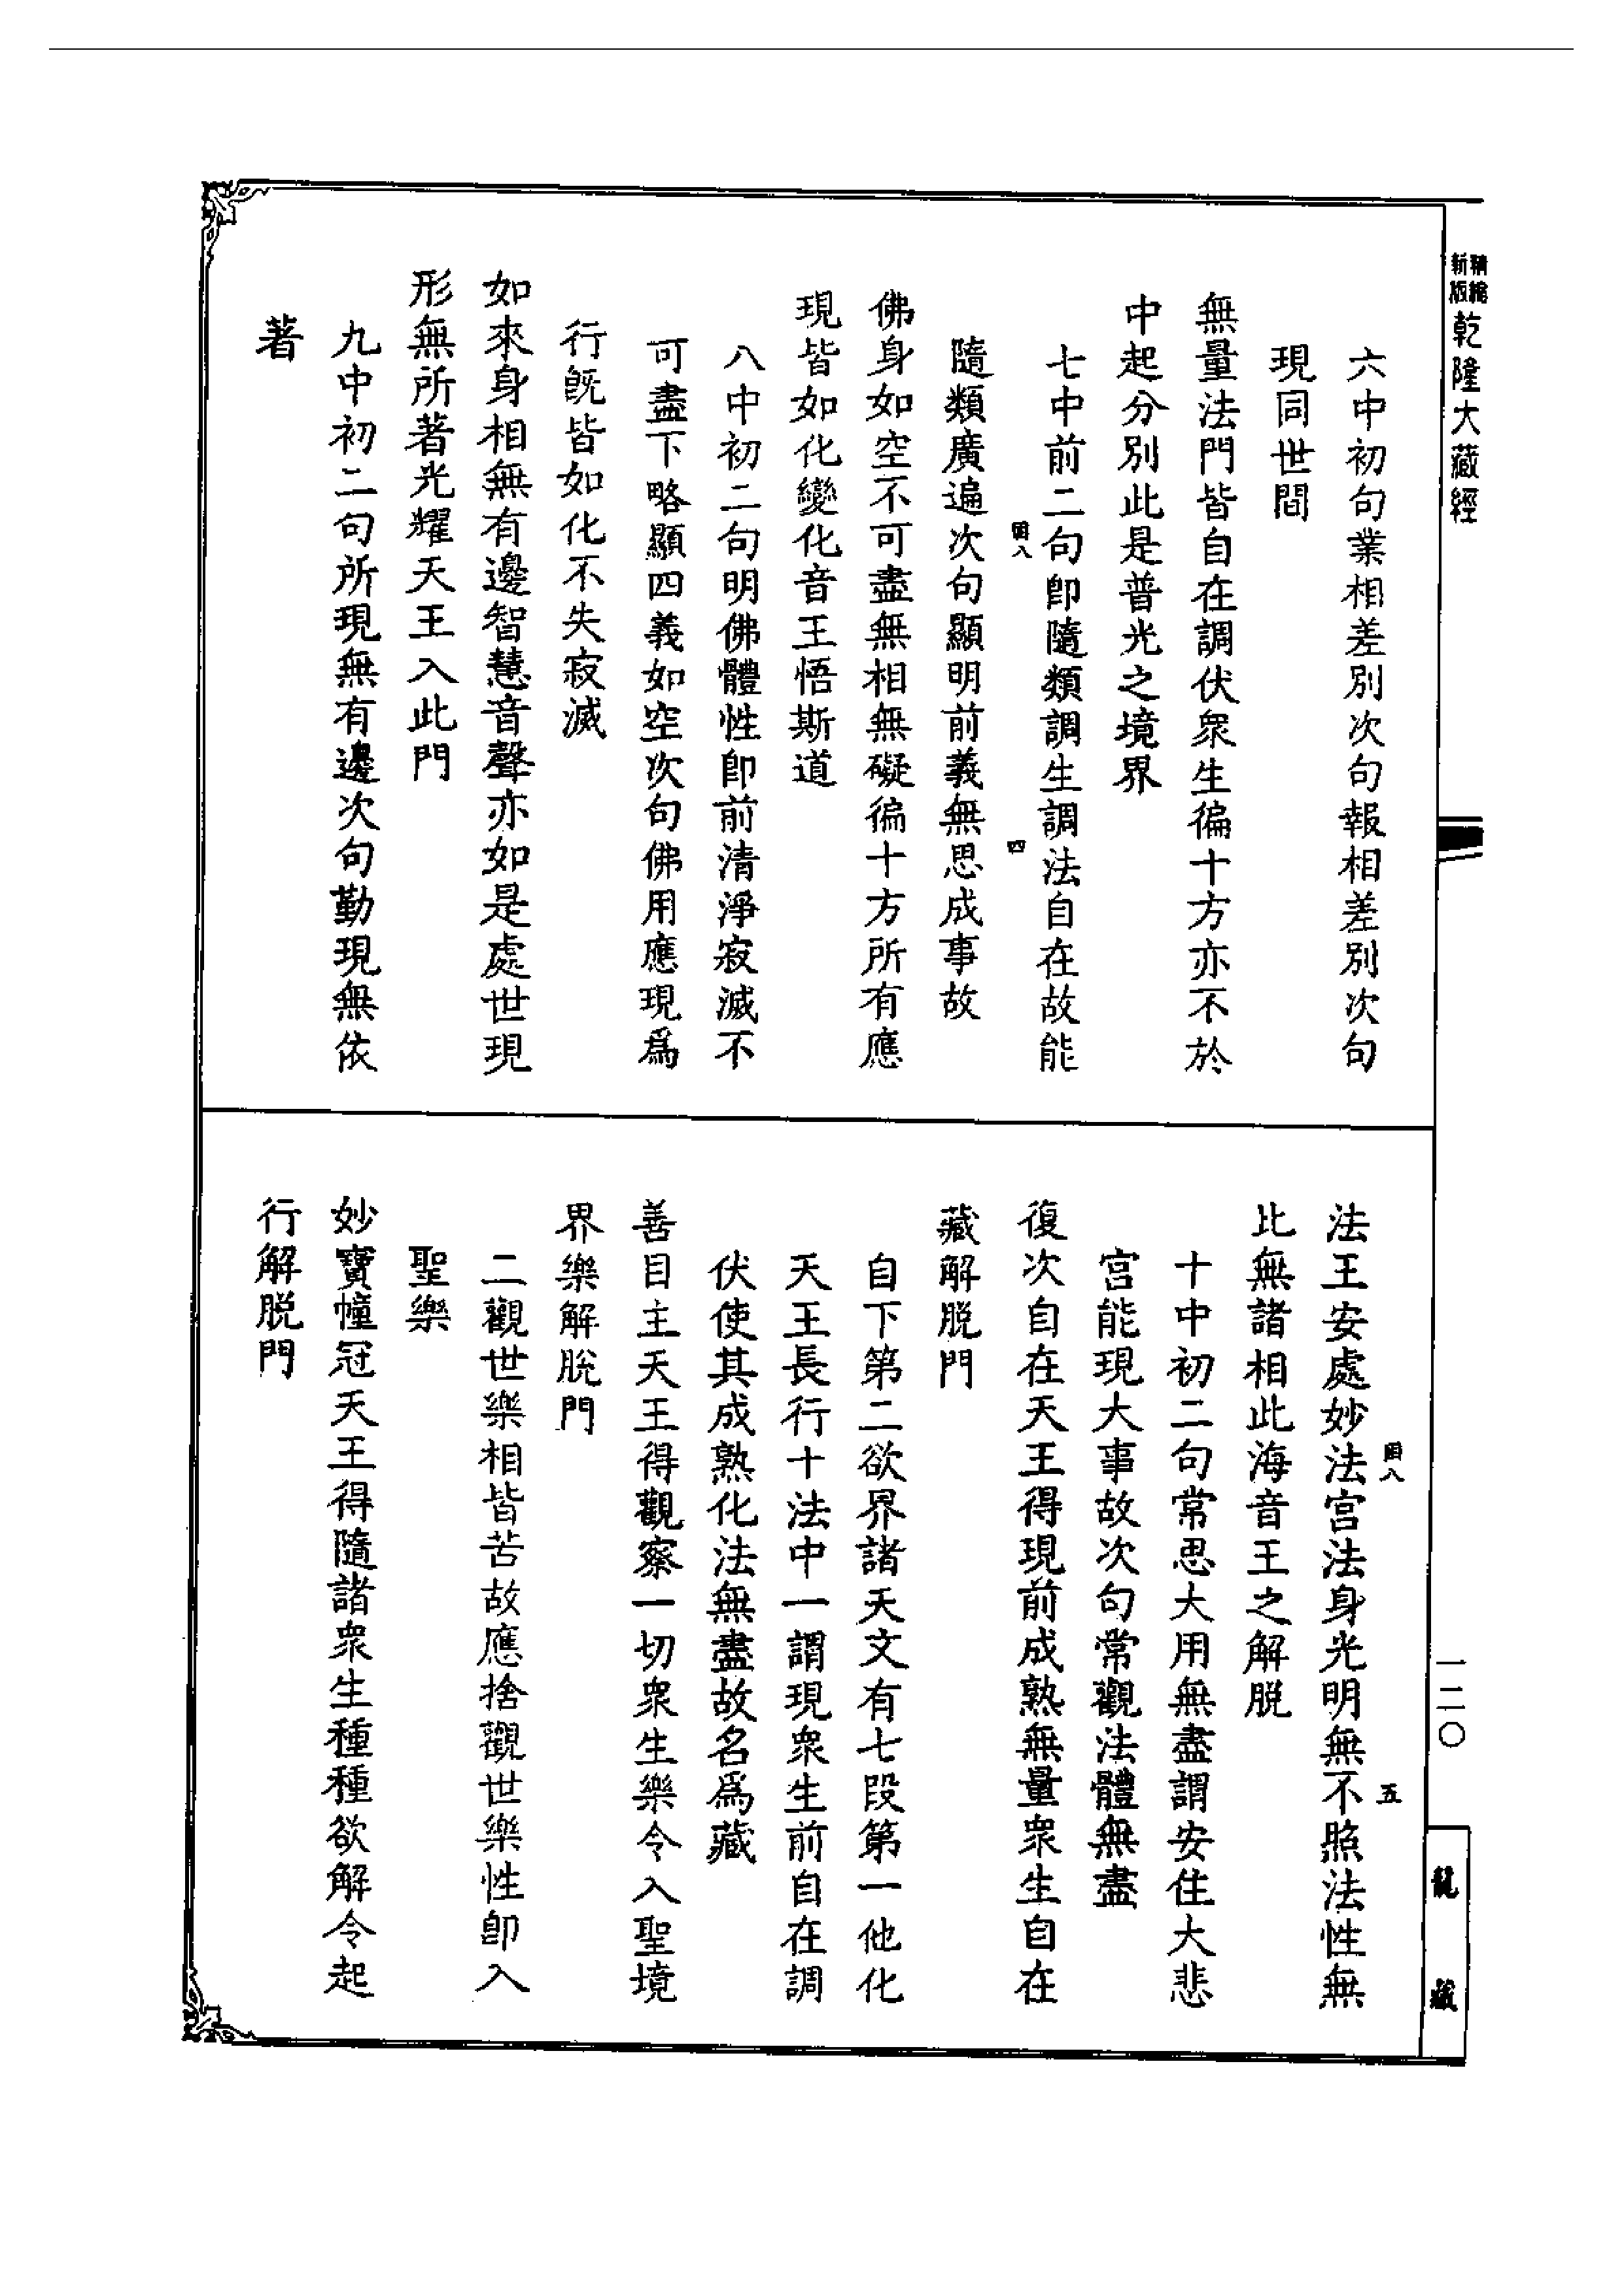 精編
新版
乾隆大藏經
六中初句業相差別次句報相差別次句
現同世間
無量法門皆自在調伏衆生徧十方亦不於
中起分別此是普光之境界
七中前二句卽隨類調生調法自在故能
隨類廣遍次句顯明前義無思成事故
佛身如空不可盡無相無礙徧十方所有應
現皆如化變化音王悟斯道
八中初二句明佛體性卽前清淨寂滅不
可盡下略顯四義如空次句佛用應現爲
行旣皆如化不失寂滅
如來身相無有邊智慧音聲亦如是處世現
形無所著光耀天王入此門
九中初二句所現無有邊次句勤現無依
著
四
法王安處妙法宮法身光明無不照法性無
比無諸相此海音王之解脫
十中初二句常思大用無盡謂安住大悲
宮能現大事故次句常觀法體無盡
復次自在天王得現前成熟無量衆生自在
藏解脫門
自下第二欲界諸天文有七段第一他化
天王長行十法中一謂現衆生前自在調
伏使其成熟化法無盡故名爲藏
善目主天王得觀察一切衆生樂令入聖境
界樂解脫門
二觀世樂相皆苦故應捨觀世樂性卽入
聖樂
妙寶幢冠天王得隨諸衆生種種欲解令起
行解脫門
五
一二〇
龍藏